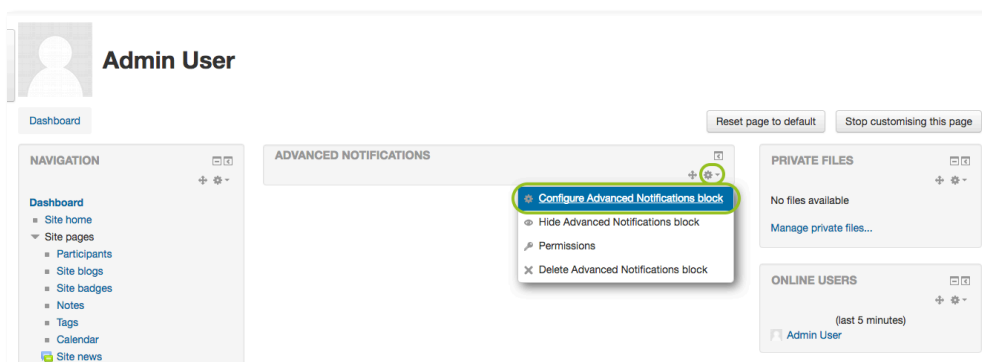 Admin User
Dashboard
Reset page to default
Stop customising this page
NAVIGATION
Dashboard
Site home
Site pages
Participants
Site blogs
Site badges
Notes
Tags
Calendar
Site news
ADVANCED NOTIFICATIONS
Configure Advanced Notifications block
Hide Advanced Notifications block
Permissions
Delete Advanced Notifications block
PRIVATE FILES
No files available
Manage private files...
ONLINE USERS
(last 5 minutes)
Admin User